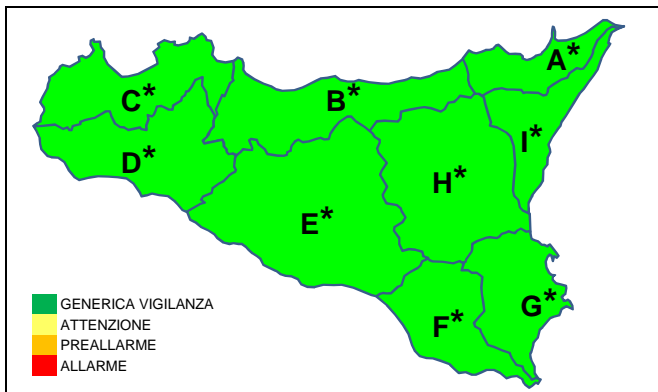 A*
C*
B*
I*
D*
H*
E*
G*
F*
GENERICA VIGILANZA
ATTENZIONE
PREALLARME
ALLARME